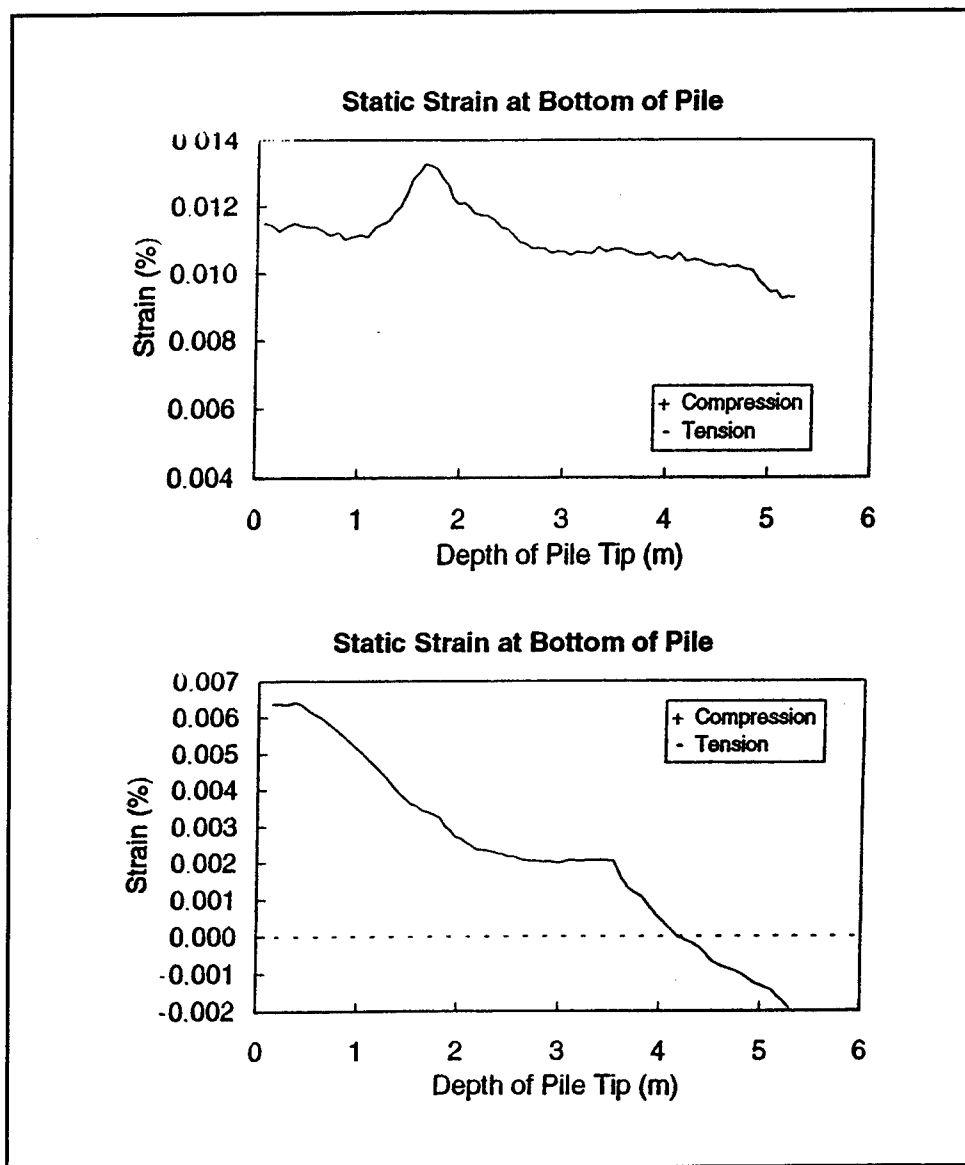 Static Strain at Bottom of Pile
0.014
0.012
0.010
0.008
0.006
0.004
Strain (%)
+ Compression
- Tension
0 1 2 3 4 5 6
Depth of Pile Tip (m)
Static Strain at Bottom of Pile
0.007
0.006
0.005
0.004
0.003
0.002
0.001
0.000
-0.001
-0.002
Strain (%)
+ Compression
- Tension
0 1 2 3 4 5 6
Depth of Pile Tip (m)